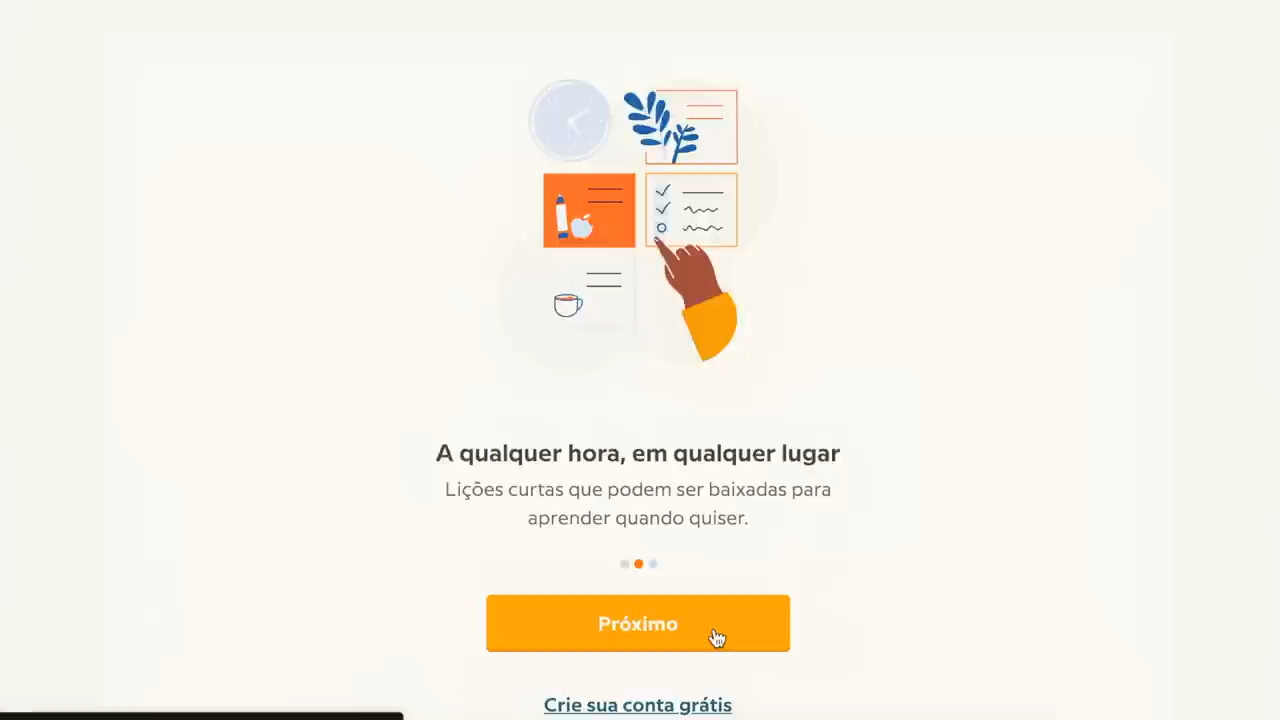 A qualquer hora, em qualquer lugar
Lições curtas que podem ser baixadas para
aprender quando quiser.
Próximo
Crie sua conta grátis